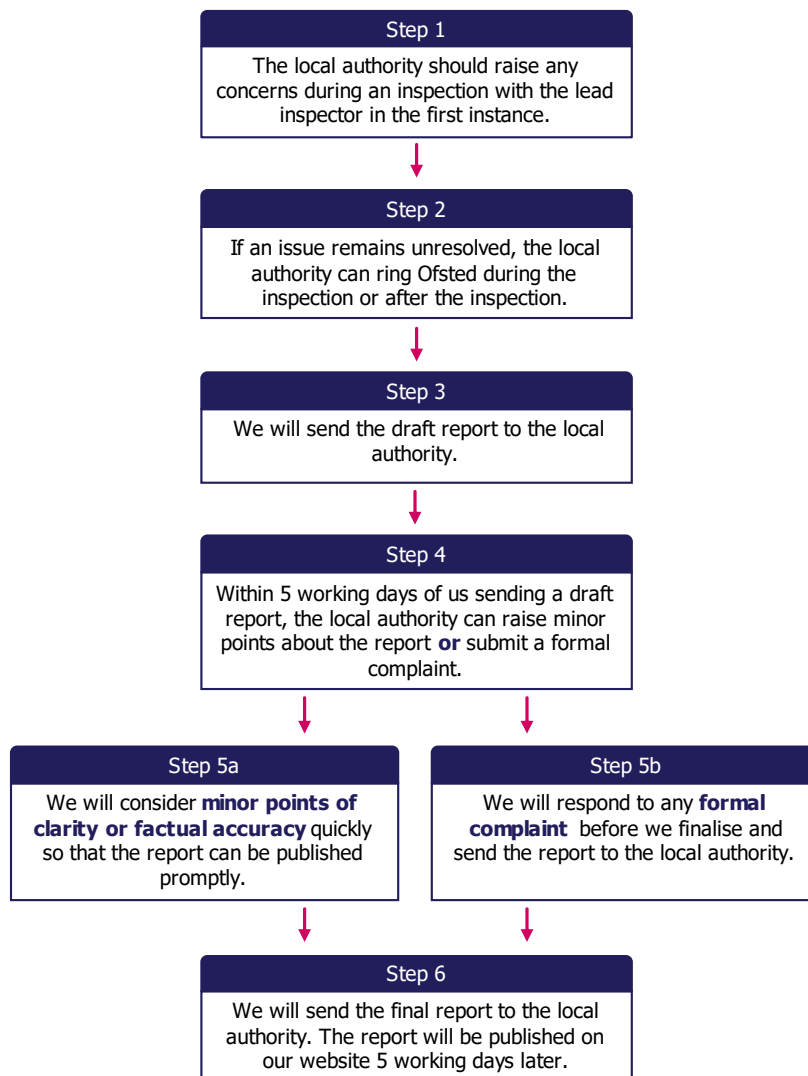 Step 1
The local authority should raise any
concerns during an inspection with the lead
inspector in the first instance.
Step 2
If an issue remains unresolved, the local
authority can ring Ofsted during the
inspection or after the inspection.
Step 3
We will send the draft report to the local
authority.
Step 4
Within 5 working days of us sending a draft
report, the local authority can raise minor
points about the report or submit a formal
complaint.
Step 5a
We will consider minor points of
clarity or factual accuracy quickly
so that the report can be published
promptly.
Step 5b
We will respond to any formal
complaint before we finalise and
send the report to the local authority.
Step 6
We will send the final report to the local
authority. The report will be published on
our website 5 working days later.